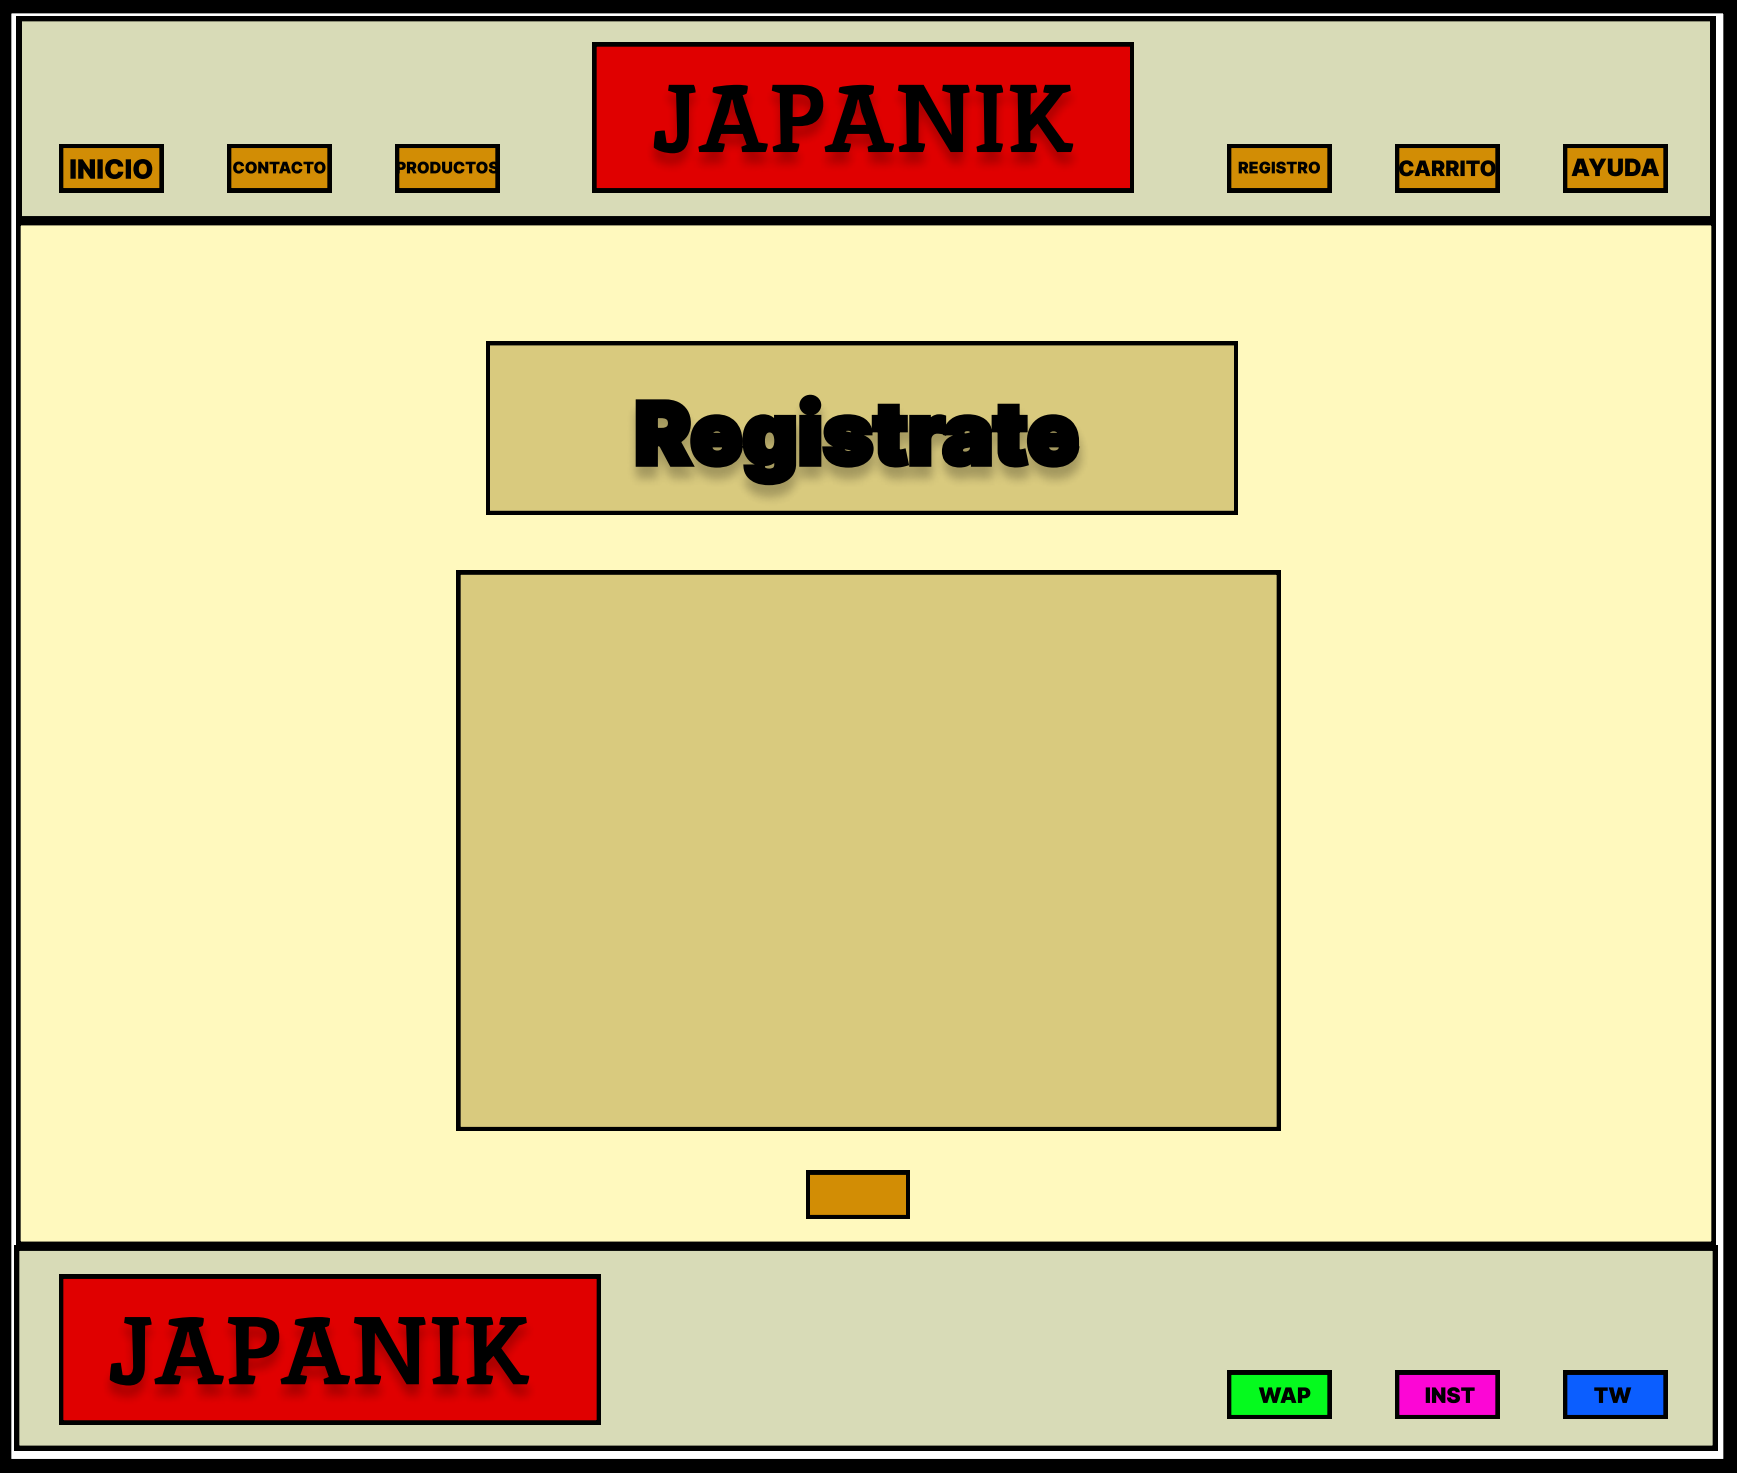 JAPANIK
INICIO
CONTACTO
PRODUCTOS
REGISTRO
CARRITO
AYUDA
Registrate
JAPANIK
WAP
INST
TW